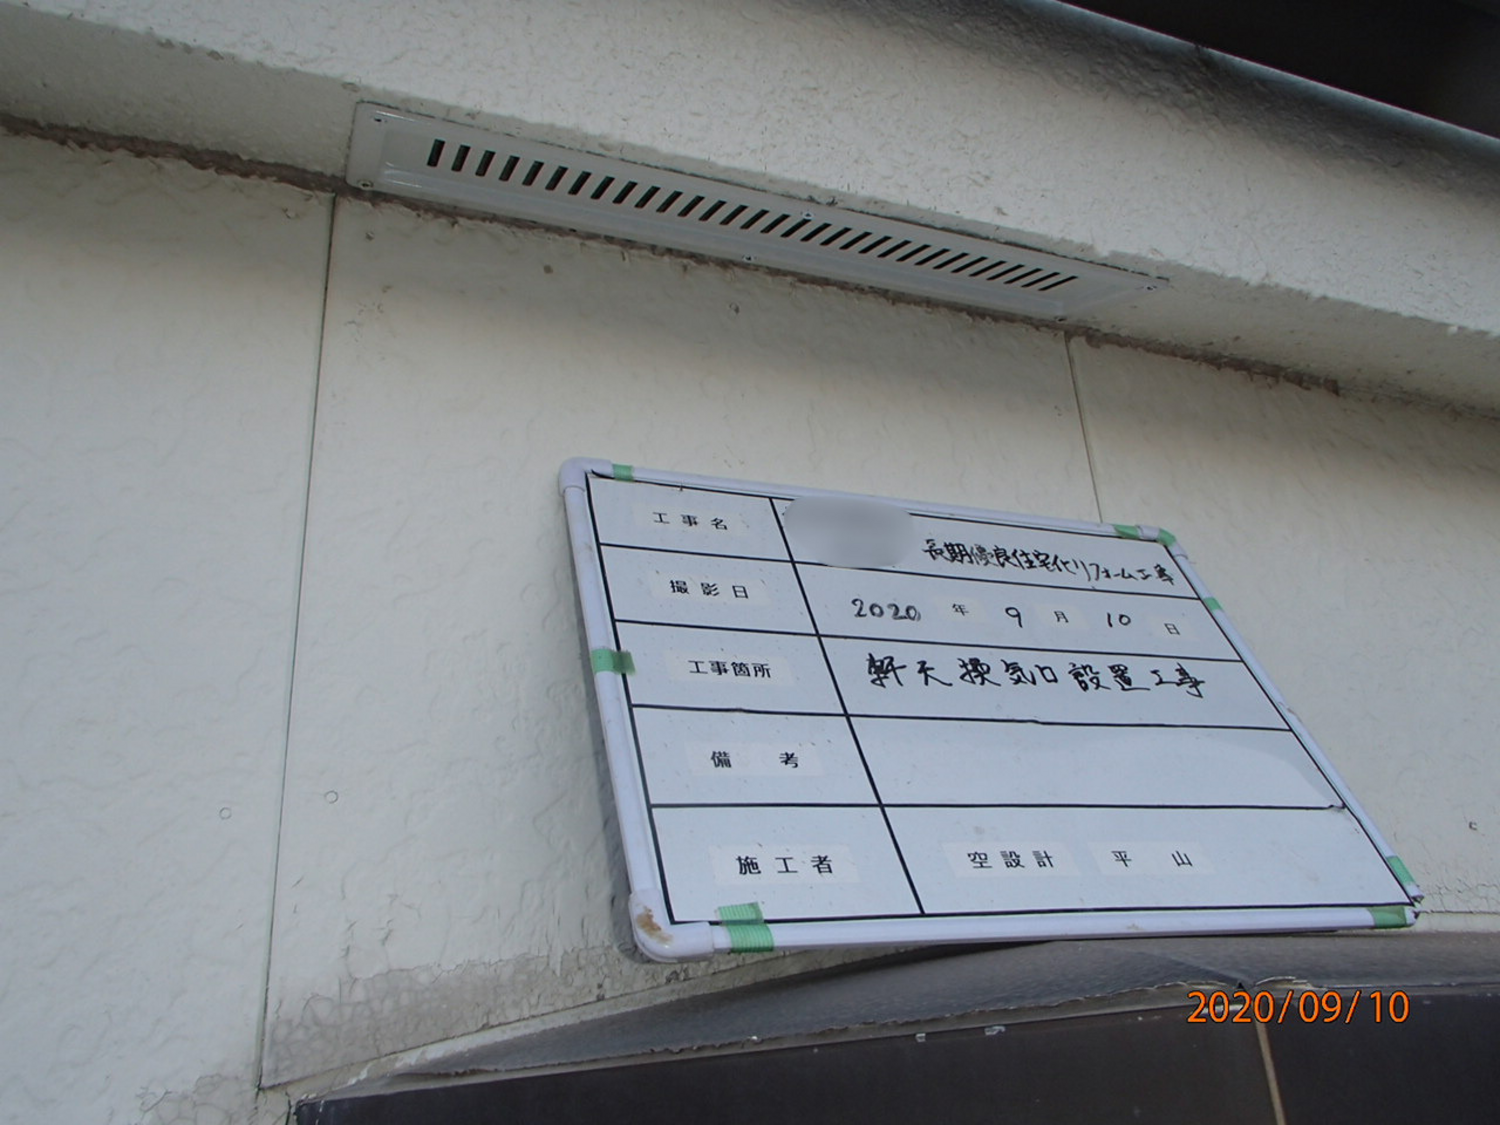 工事名 長期優良住宅化リフォーム工事
撮影日 2020 年 9 月 10 日
工事箇所 軒天換気口設置工事
備考
施工者 空設計 平山
2020/09/10